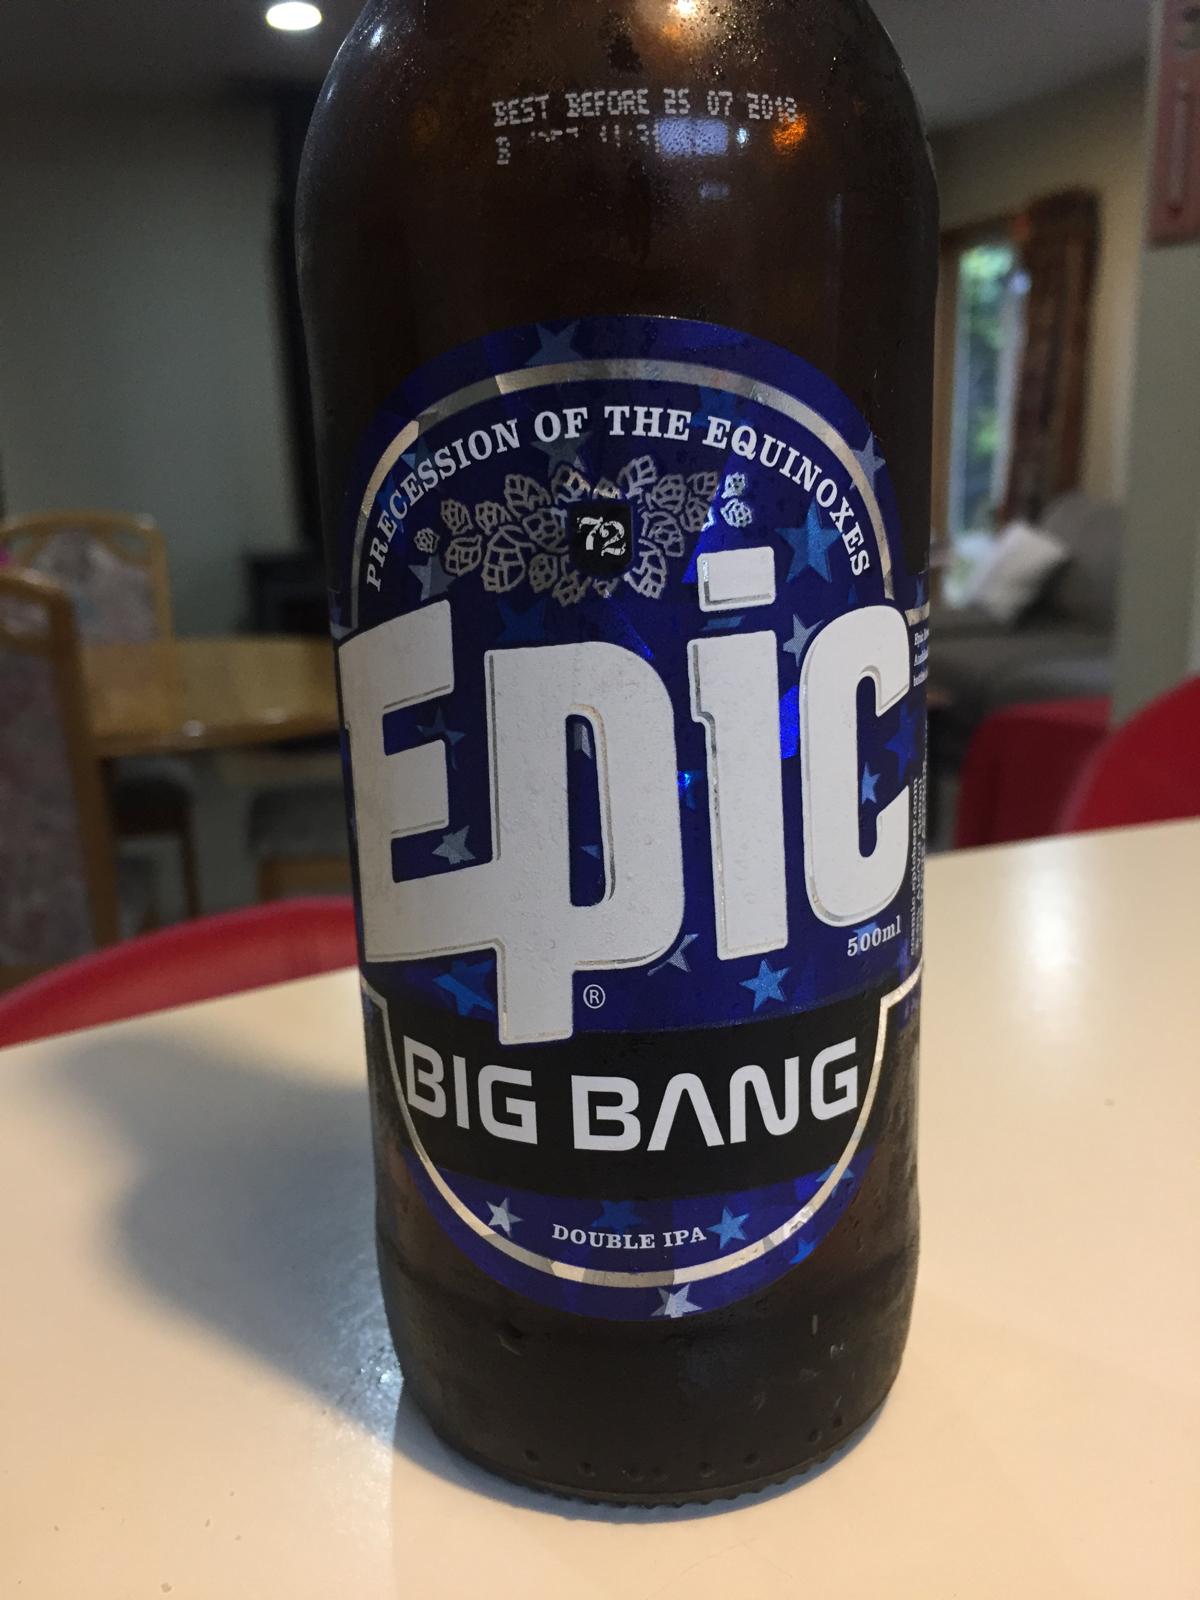 BEST BEFORE 25 07 2018
PRECESSION OF THE EQUINOXES
72
Epic
500ml
®
BIG BANG
DOUBLE IPA